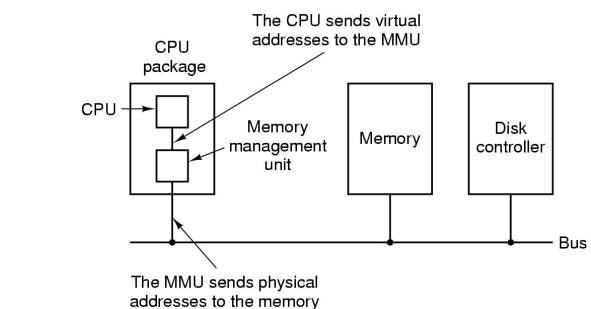 The CPU sends virtual
addresses to the MMU
CPU
package
CPU
Memory
management
unit
Memory
Disk
controller
Bus
The MMU sends physical
addresses to the memory